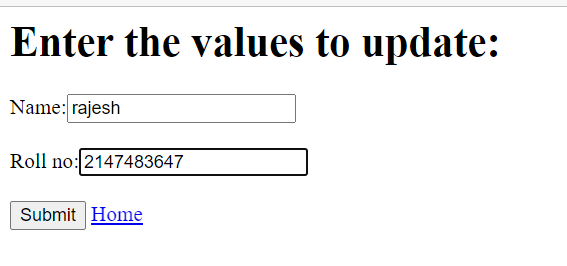 Enter the values to update:
Name: rajesh
Roll no: 2147483647
Submit Home